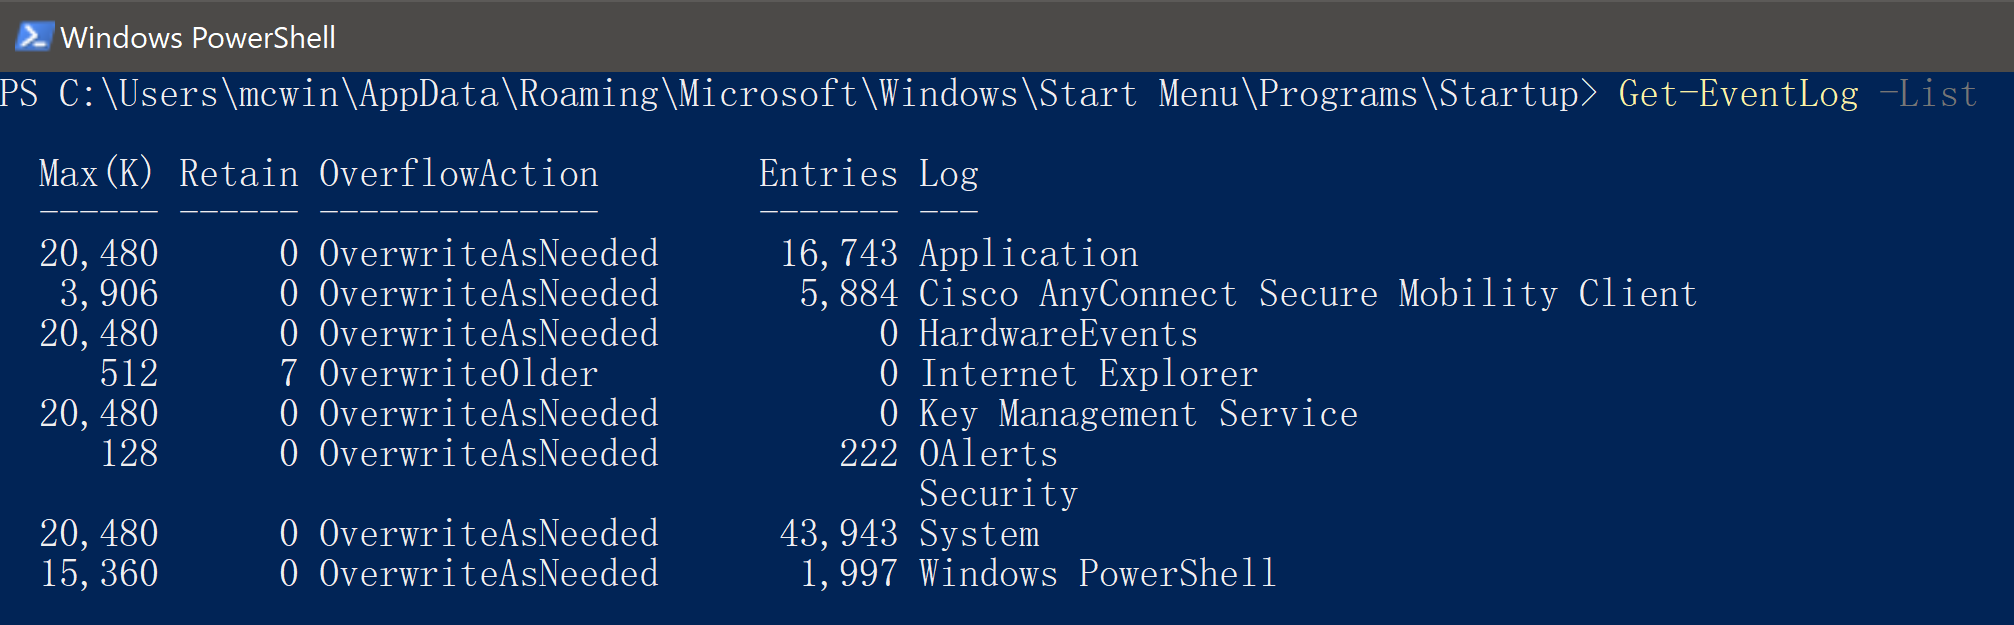 Windows PowerShell
PS C:\Users\mcwin\AppData\Roaming\Microsoft\Windows\Start Menu\Programs\Startup> Get-EventLog -List
Max(K) Retain OverflowAction Entries Log
------ ------ -------------- ------- ---
20,480 0 OverwriteAsNeeded 16,743 Application
3,906 0 OverwriteAsNeeded 5,884 Cisco AnyConnect Secure Mobility Client
20,480 0 OverwriteAsNeeded 0 HardwareEvents
512 7 OverwriteOlder 0 Internet Explorer
20,480 0 OverwriteAsNeeded 0 Key Management Service
128 0 OverwriteAsNeeded 222 OAlerts
Security
20,480 0 OverwriteAsNeeded 43,943 System
15,360 0 OverwriteAsNeeded 1,997 Windows PowerShell